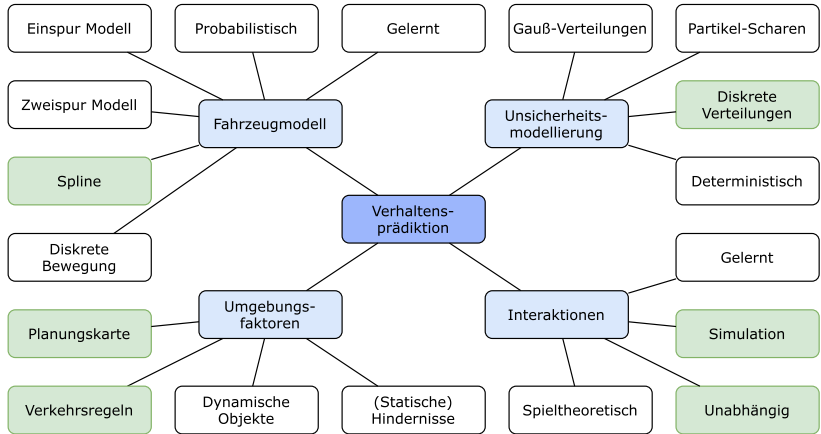 Einspur Modell
Probabilistisch
Gelernt
Gauß-Verteilungen
Partikel-Scharen
Zweispur Modell
Fahrzeugmodell
Unsicherheits-
modellierung
Diskrete
Verteilungen
Spline
Deterministisch
Verhaltens-
prädiktion
Diskrete
Bewegung
Gelernt
Umgebungs-
faktoren
Interaktionen
Planungskarte
Simulation
Verkehrsregeln
Dynamische
Objekte
(Statische)
Hindernisse
Spieltheoretisch
Unabhängig